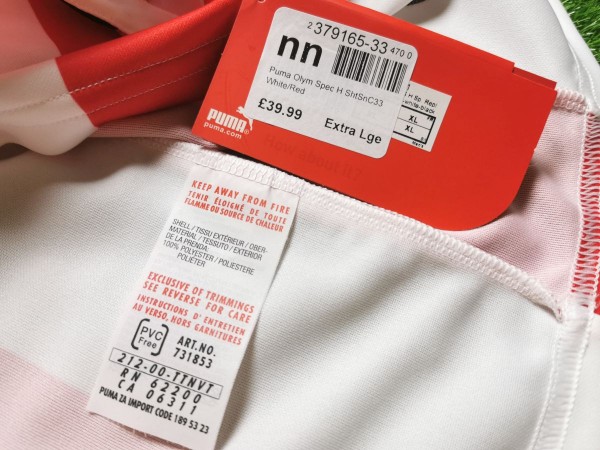 2 379165-33 470 0
nn
Puma Olym Spec H ShtSnC33
White/Red
£39.99
Extra Lge
PUMA
puma.com
XL
XL
KEEP AWAY FROM FIRE
TENIR ÉLOIGNÉ DE TOUTE
FLAMME OU SOURCE DE CHALEUR
SHELL / TISSU EXTÉRIEUR / OBER-
MATERIAL / TESSUTO / EXTERIOR
DE LA PRENDA:
100% POLYESTER / POLIESTERE
POLIÉTER
EXCLUSIVE OF TRIMMINGS
SEE REVERSE FOR CARE
INSTRUCTIONS D' ENTRETIEN
AU VERSO, HORS GARNITURES
PVC
Free
ART.NO.
731853
212-00-TTNVT
RN 62200
CA 06311
PUMA ZA IMPORT CODE 189 53 23